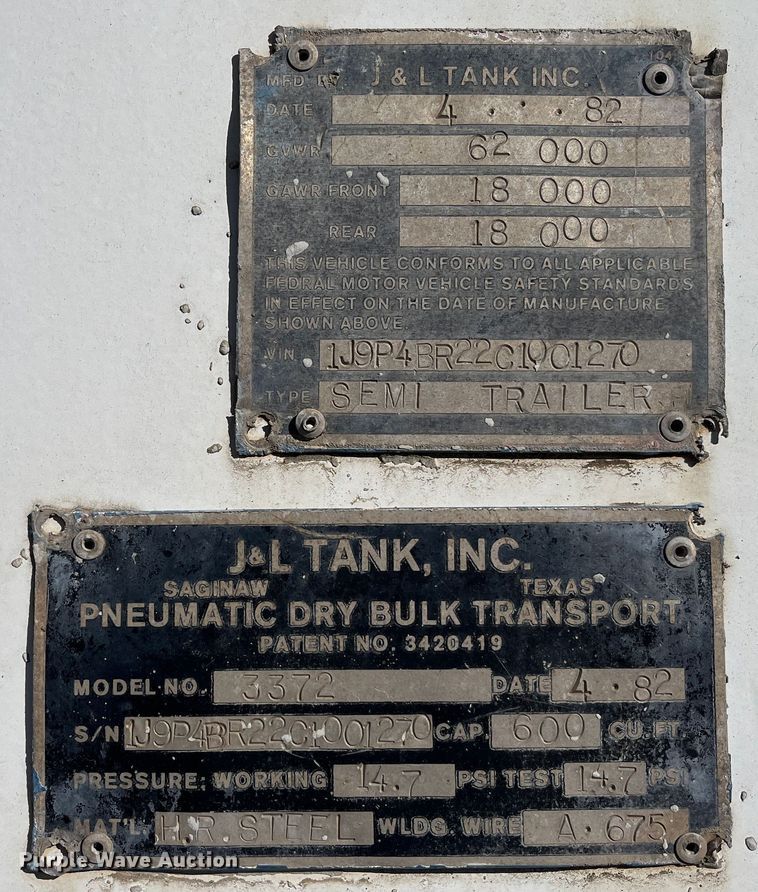 104
MFD BY J & L TANK INC.
DATE 4 . . . 82
GVWR 62 000
GAWR FRONT 18 000
REAR 18 000
THIS VEHICLE CONFORMS TO ALL APPLICABLE
FEDERAL MOTOR VEHICLE SAFETY STANDARDS
IN EFFECT ON THE DATE OF MANUFACTURE
SHOWN ABOVE.
VIN 1J9P4BR22C1001270
TYPE SEMI TRAILER
J&L TANK, INC.
SAGINAW TEXAS
PNEUMATIC DRY BULK TRANSPORT
PATENT NO. 3420419
MODEL NO. 3372 DATE 4 . 82
S/N 1J9P4BR22C1001270 CAP. 600 CU. FT.
PRESSURE: WORKING 14.7 PSI TEST 14.7 PSI
MAT'L. H.R. STEEL WLDG. WIRE A.675
Purple Wave Auction